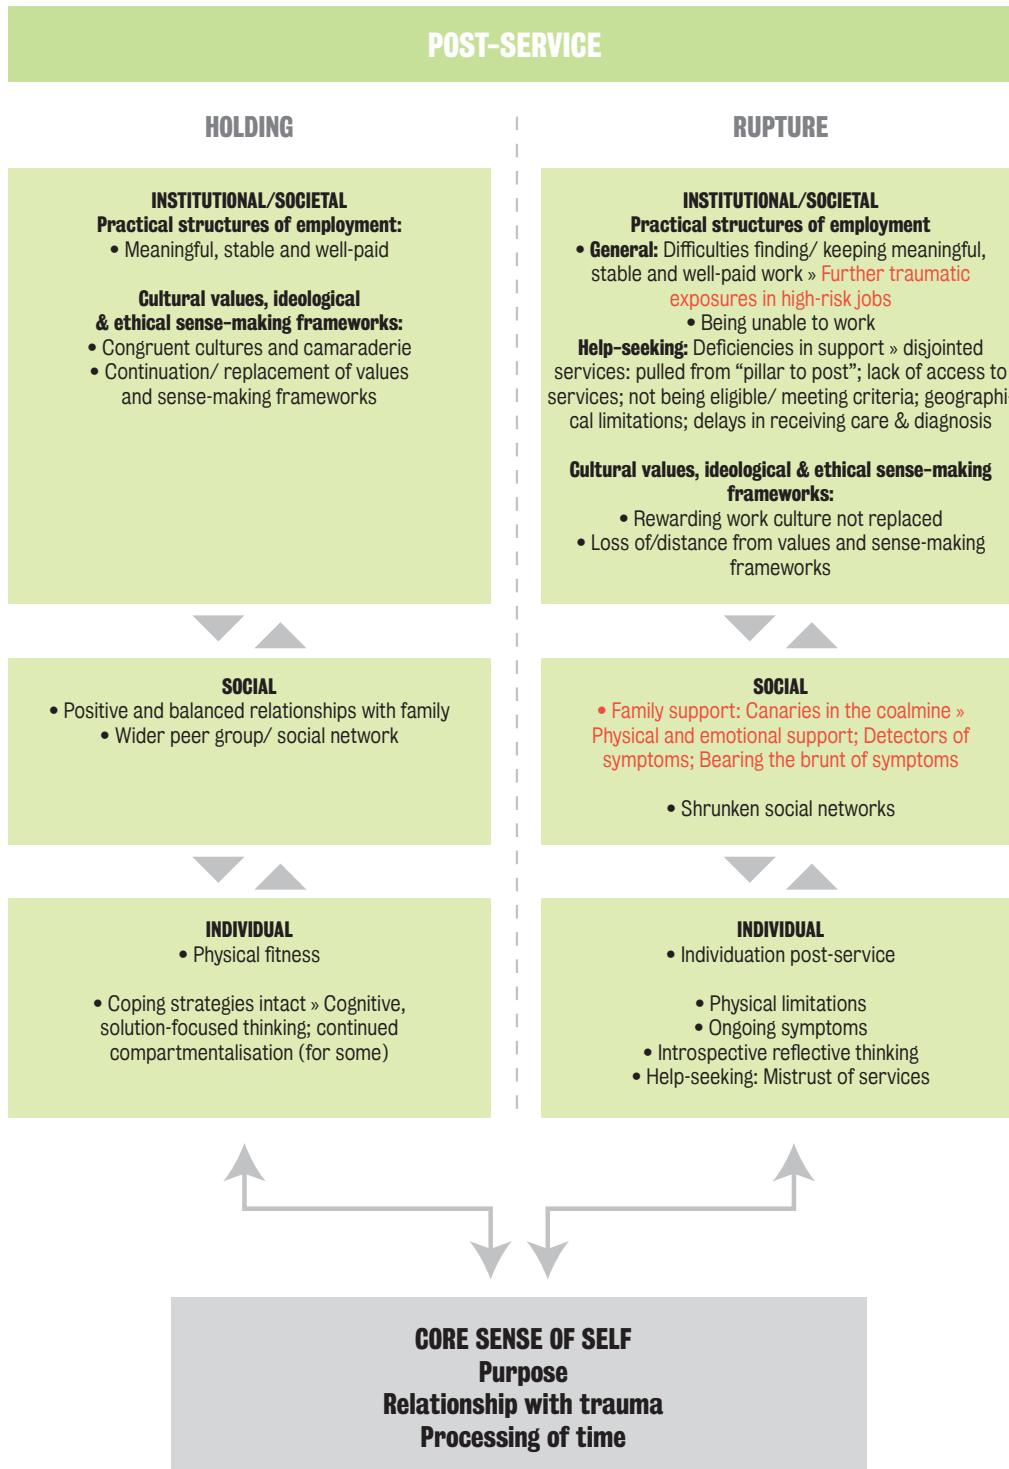 POST-SERVICE
HOLDING
INSTITUTIONAL/SOCIETAL
Practical structures of employment:
• Meaningful, stable and well-paid
Cultural values, ideological
& ethical sense-making frameworks:
• Congruent cultures and camaraderie
• Continuation/ replacement of values
and sense-making frameworks
SOCIAL
• Positive and balanced relationships with family
• Wider peer group/ social network
INDIVIDUAL
• Physical fitness
• Coping strategies intact » Cognitive,
solution-focused thinking; continued
compartmentalisation (for some)
RUPTURE
INSTITUTIONAL/SOCIETAL
Practical structures of employment
• General: Difficulties finding/ keeping meaningful,
stable and well-paid work » Further traumatic
exposures in high-risk jobs
• Being unable to work
Help-seeking: Deficiencies in support » disjointed
services: pulled from “pillar to post”; lack of access to
services; not being eligible/ meeting criteria; geographi-
cal limitations; delays in receiving care & diagnosis
Cultural values, ideological & ethical sense-making
frameworks:
• Rewarding work culture not replaced
• Loss of/distance from values and sense-making
frameworks
SOCIAL
• Family support: Canaries in the coalmine »
Physical and emotional support; Detectors of
symptoms; Bearing the brunt of symptoms
• Shrunken social networks
INDIVIDUAL
• Individuation post-service
• Physical limitations
• Ongoing symptoms
• Introspective reflective thinking
• Help-seeking: Mistrust of services
CORE SENSE OF SELF
Purpose
Relationship with trauma
Processing of time